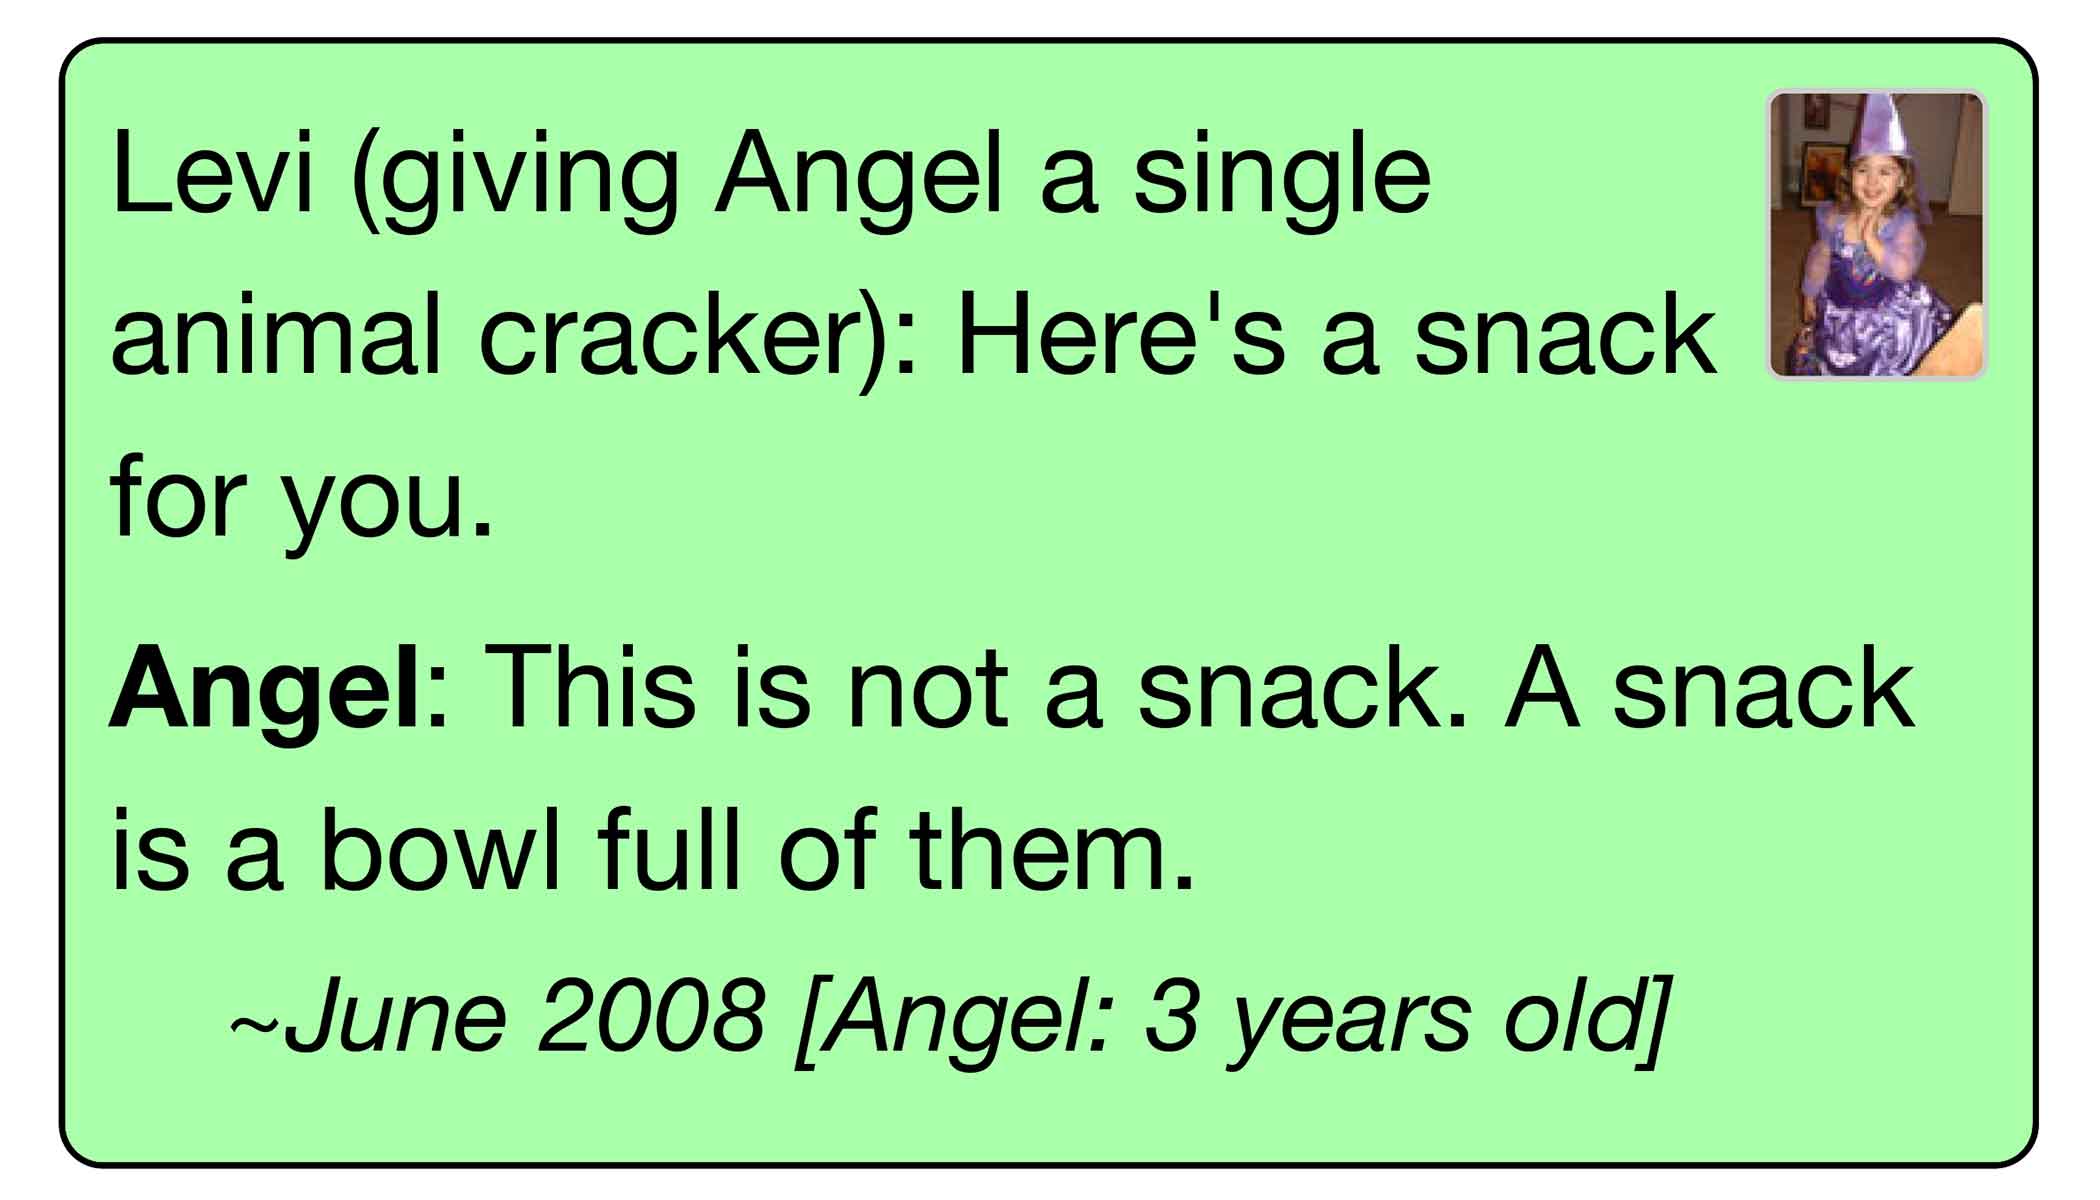 Levi (giving Angel a single
animal cracker): Here's a snack
for you.
Angel: This is not a snack. A snack
is a bowl full of them.
~June 2008 [Angel: 3 years old]